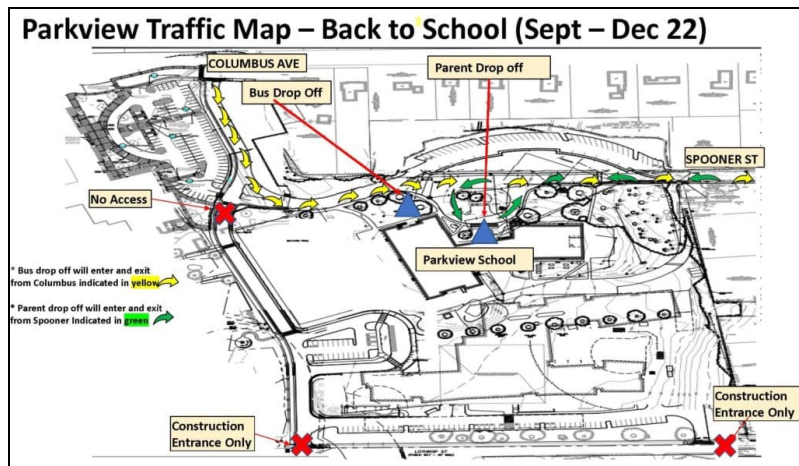 Parkview Traffic Map – Back to School (Sept – Dec 22)
COLUMBUS AVE
Parent Drop off
Bus Drop Off
SPOONER ST
No Access
Parkview School
* Bus drop off will enter and exit
from Columbus indicated in yellow
* Parent drop off will enter and exit
from Spooner Indicated in green
Construction
Entrance Only
Construction
Entrance Only
LOTHROP ST